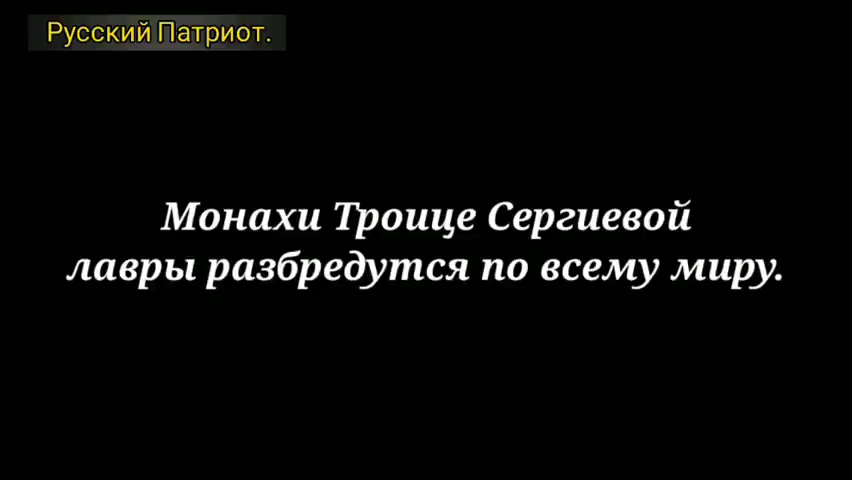 Русский Патриот.
Монахи Троице Сергиевой
лавры разбредутся по всему миру.